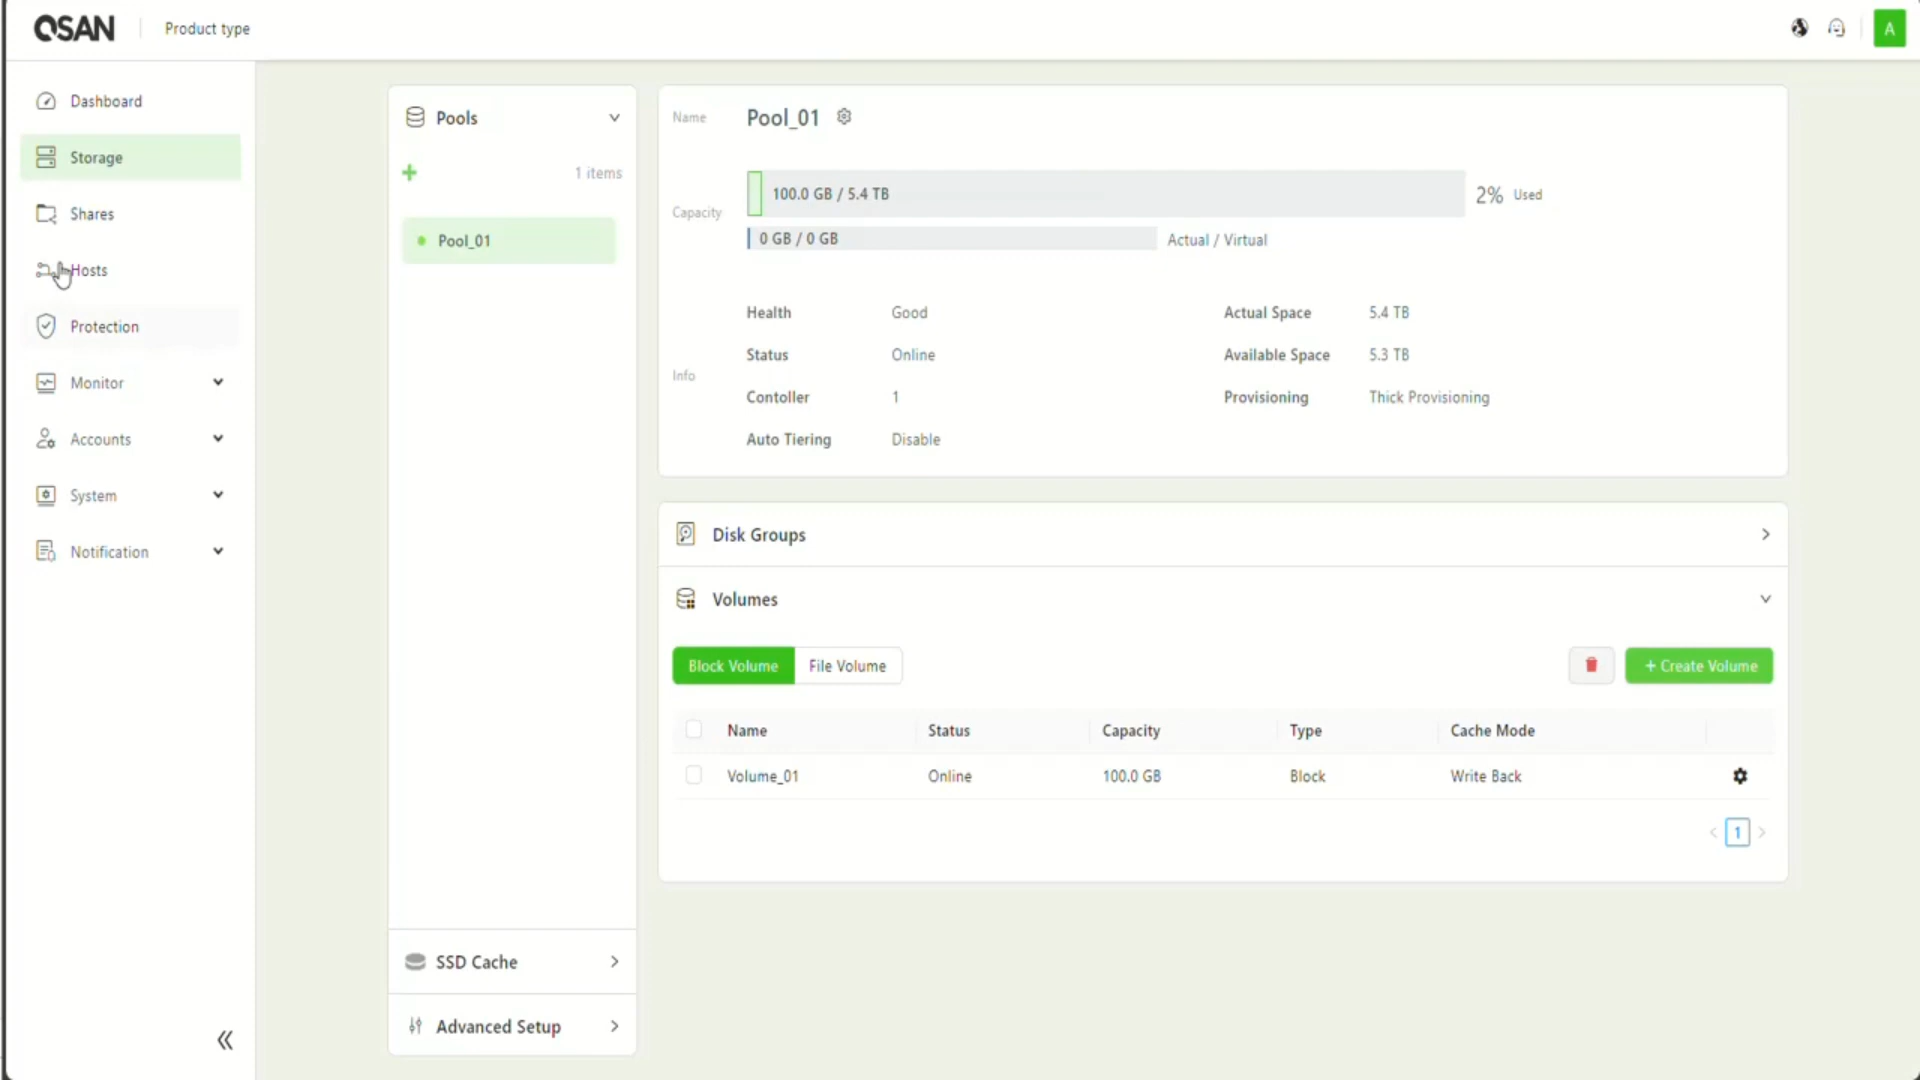 QSAN
Product type
A
Dashboard
Storage
Shares
Hosts
Protection
Monitor
Accounts
System
Notification
Pools
1 items
Pool_01
SSD Cache
Advanced Setup
Name
Pool_01
Capacity
100.0 GB / 5.4 TB
2% Used
0 GB / 0 GB
Actual / Virtual
Info
Health Good Actual Space 5.4 TB
Status Online Available Space 5.3 TB
Contoller 1 Provisioning Thick Provisioning
Auto Tiering Disable
Disk Groups
Volumes
Block Volume File Volume + Create Volume
Name Status Capacity Type Cache Mode
Volume_01 Online 100.0 GB Block Write Back
1